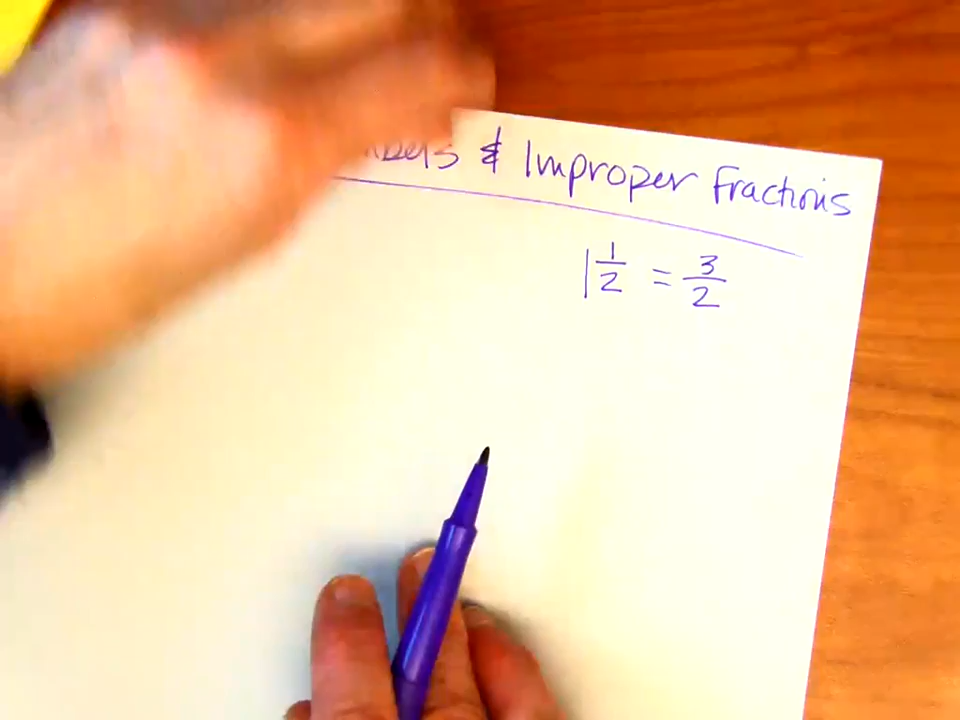 & Improper Fractions
1 1/2 = 3/2